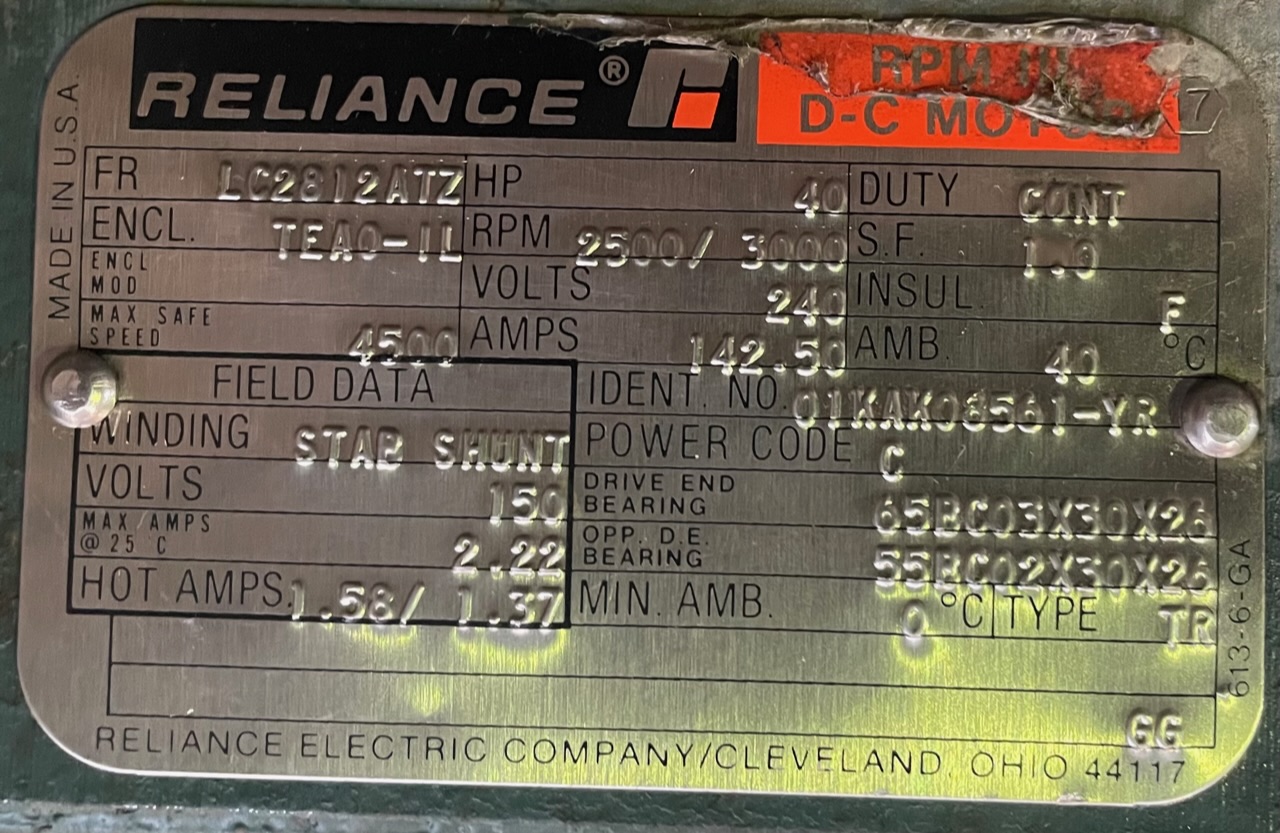 RELIANCE®
RPM III
D-C MOTOR
7
MADE IN U.S.A.
FR LC2812ATZ HP 40 DUTY CONT
ENCL. TEAO-IL RPM 2500/ 3000 S.F. 1.0
ENCL MOD VOLTS 240 INSUL. F
MAX SAFE SPEED 4500 AMPS 142.50 AMB. 40 °C
FIELD DATA IDENT. NO. 01KAK08561-YR
WINDING STAB SHUNT POWER CODE C
VOLTS 150 DRIVE END BEARING 65BC03X30X26
MAX AMPS @ 25 °C 2.22 OPP. D.E. BEARING 55BC02X30X26
HOT AMPS. 1.58/ 1.37 MIN. AMB. 0 °C TYPE TR
GG
RELIANCE ELECTRIC COMPANY/CLEVELAND, OHIO 44117
613-6-GA